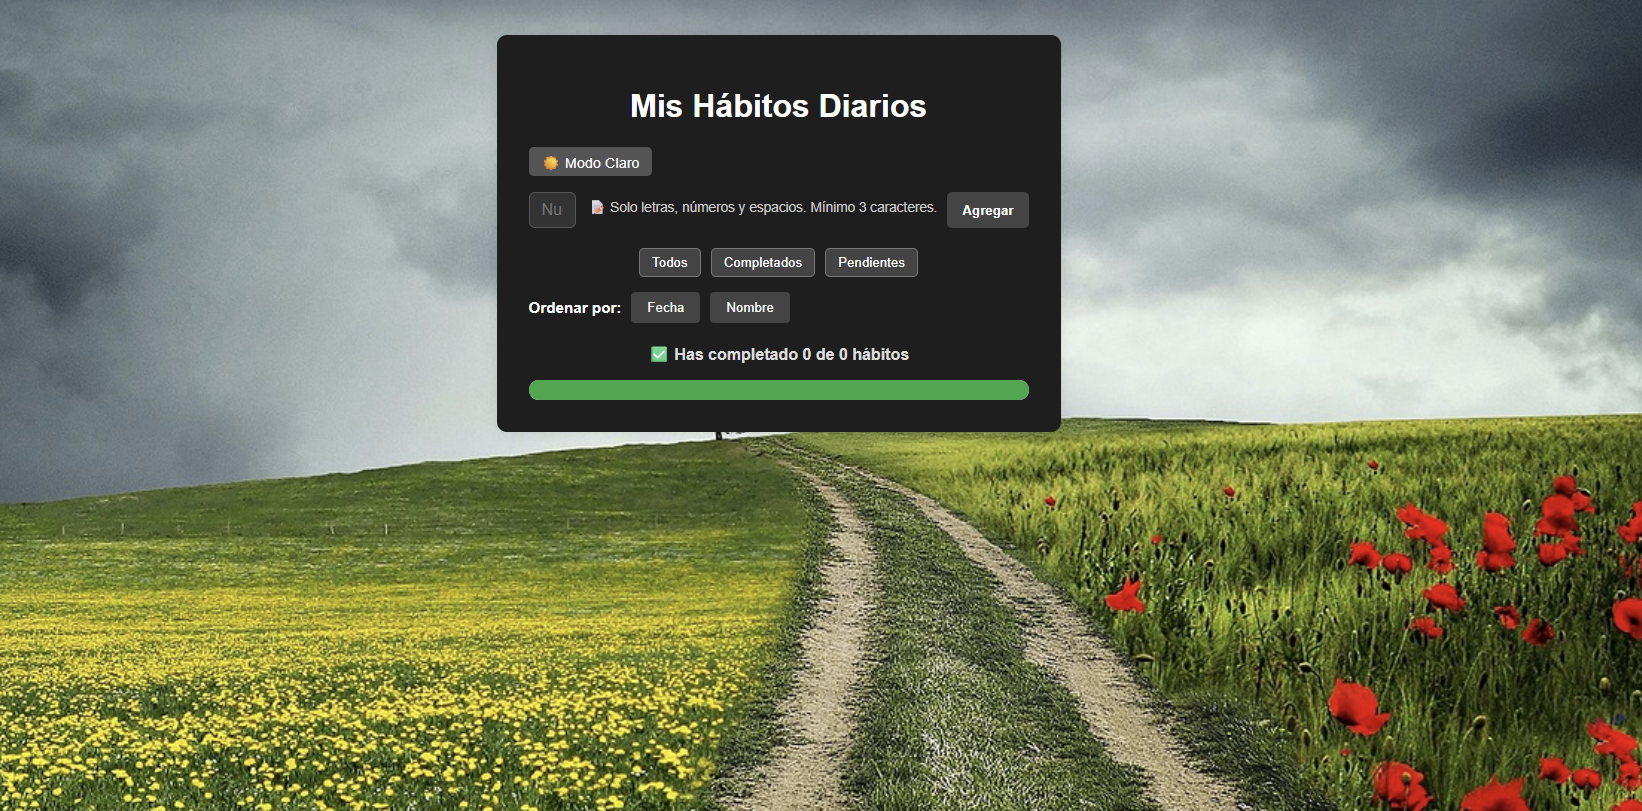 Mis Hábitos Diarios
Modo Claro
Nu
Solo letras, números y espacios. Mínimo 3 caracteres.
Agregar
Todos
Completados
Pendientes
Ordenar por:
Fecha
Nombre
Has completado 0 de 0 hábitos